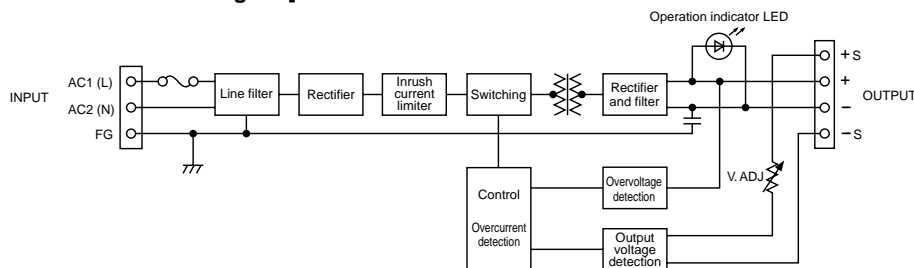 Operation indicator LED
INPUT
AC1 (L)
AC2 (N)
FG
Line filter
Rectifier
Inrush
current
limiter
Switching
Rectifier
and filter
+S
+
−
−S
OUTPUT
V. ADJ
Control
Overcurrent
detection
Overvoltage
detection
Output
voltage
detection